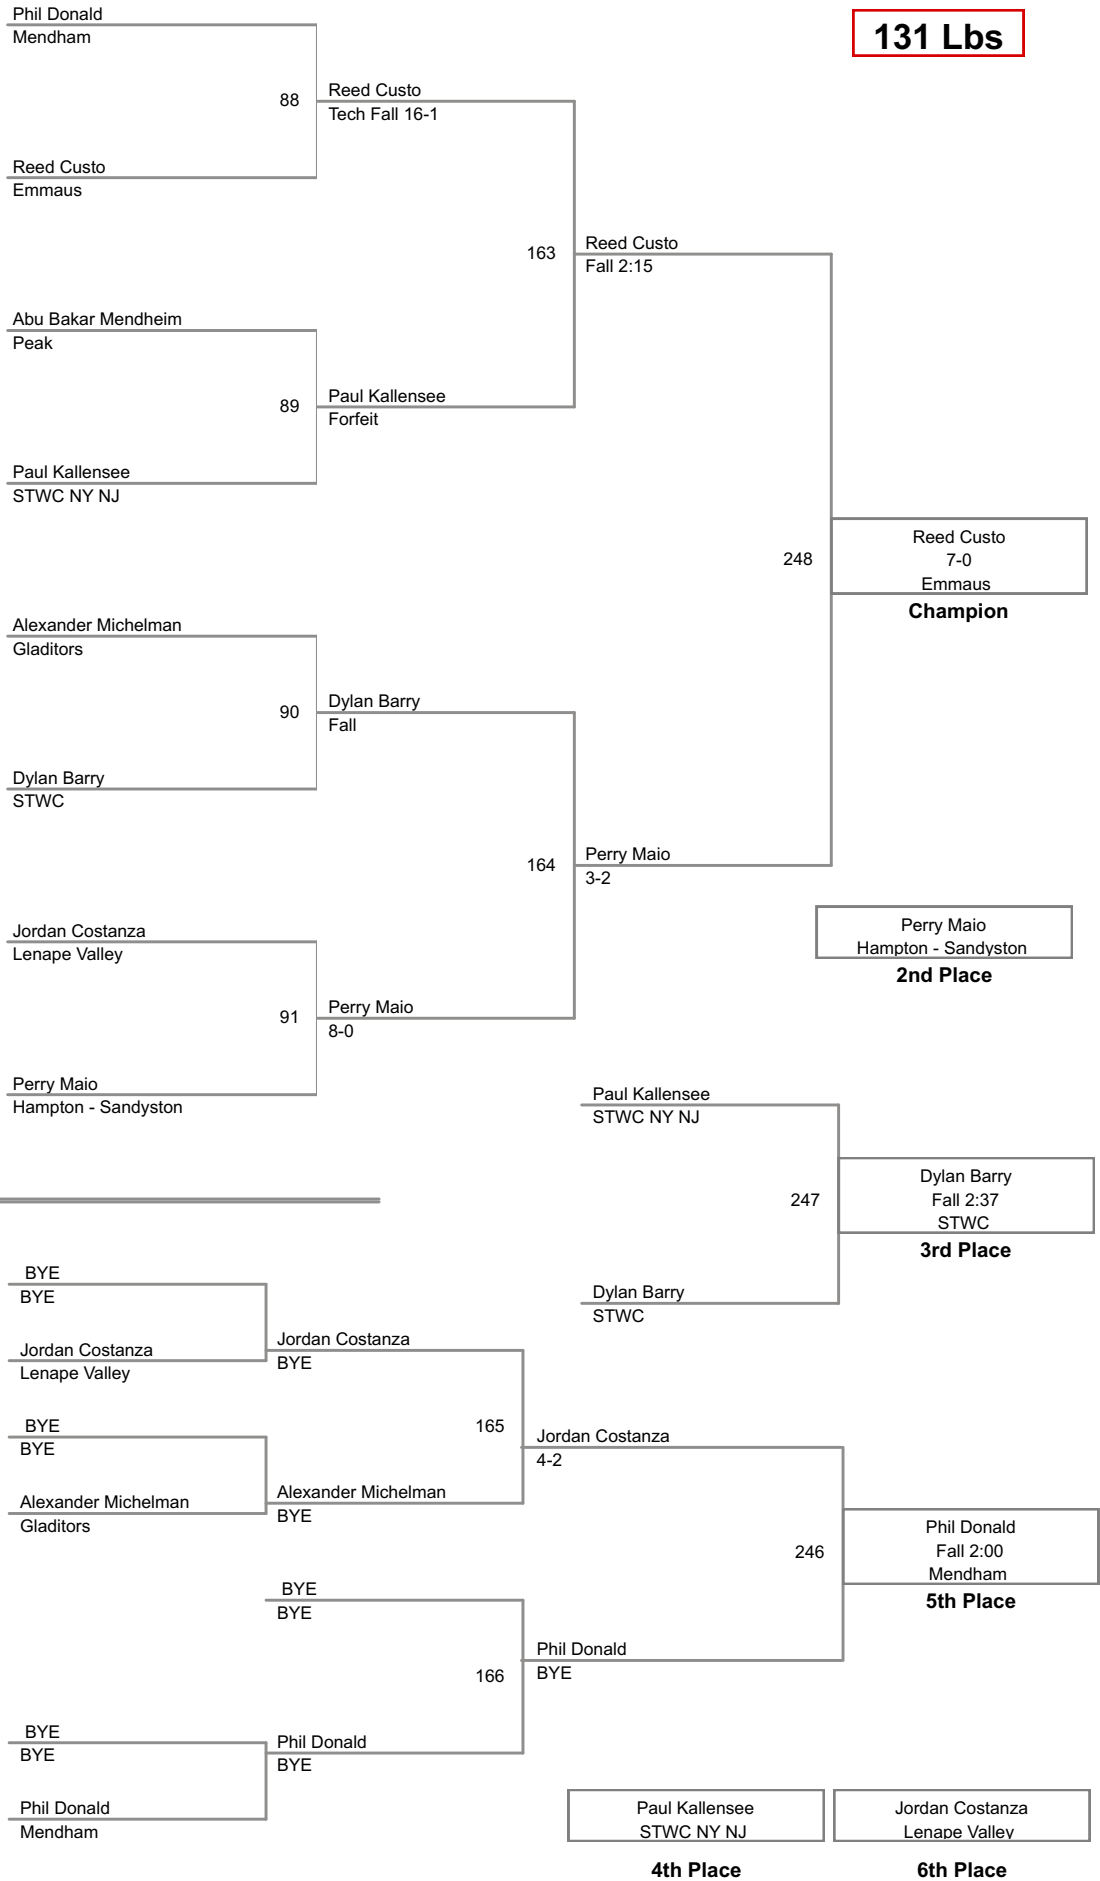 131 Lbs
Phil Donald
Mendham
88
Reed Custo
Tech Fall 16-1
Reed Custo
Emmaus
163
Reed Custo
Fall 2:15
Abu Bakar Mendheim
Peak
89
Paul Kallensee
Forfeit
Paul Kallensee
STWC NY NJ
248
Reed Custo
7-0
Emmaus
Champion
Alexander Michelman
Gladitors
90
Dylan Barry
Fall
Dylan Barry
STWC
164
Perry Maio
3-2
Jordan Costanza
Lenape Valley
91
Perry Maio
8-0
Perry Maio
Hampton - Sandyston
Perry Maio
Hampton - Sandyston
2nd Place
Paul Kallensee
STWC NY NJ
247
Dylan Barry
Fall 2:37
STWC
3rd Place
Dylan Barry
STWC
BYE
BYE
Jordan Costanza
Lenape Valley
Jordan Costanza
BYE
165
Jordan Costanza
4-2
BYE
BYE
Alexander Michelman
Gladitors
Alexander Michelman
BYE
246
Phil Donald
Fall 2:00
Mendham
5th Place
BYE
BYE
166
Phil Donald
BYE
BYE
BYE
Phil Donald
BYE
Phil Donald
Mendham
Paul Kallensee
STWC NY NJ
4th Place
Jordan Costanza
Lenape Valley
6th Place